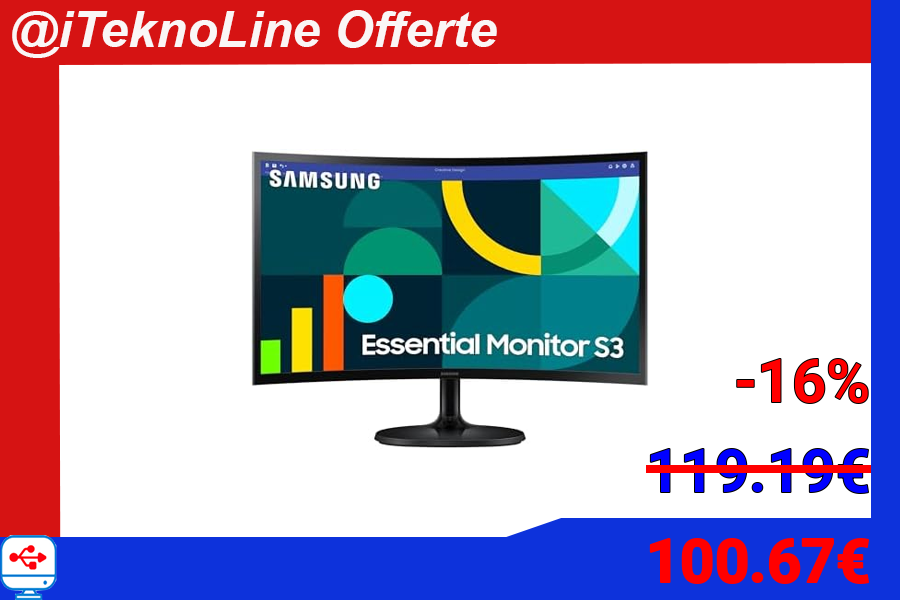 @iTeknoLine Offerte
SAMSUNG
Essential Monitor S3
-16%
119.19€
100.67€